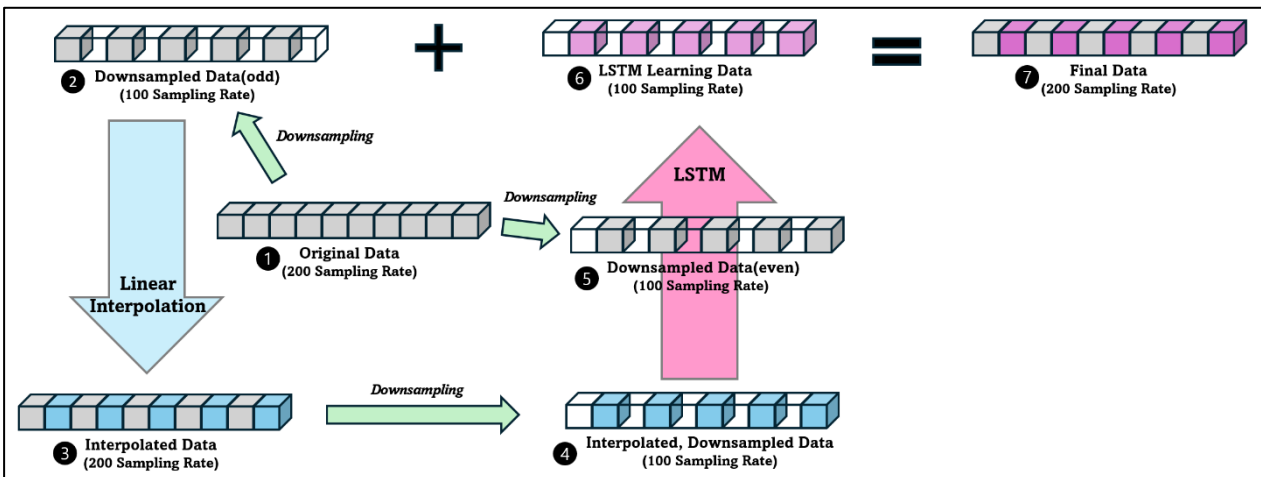 2
Downsampled Data(odd)
(100 Sampling Rate)
6
LSTM Learning Data
(100 Sampling Rate)
7
Final Data
(200 Sampling Rate)
Downsampling
LSTM
Downsampling
1
Original Data
(200 Sampling Rate)
5
Downsampled Data(even)
(100 Sampling Rate)
Linear
Interpolation
Downsampling
3
Interpolated Data
(200 Sampling Rate)
4
Interpolated, Downsampled Data
(100 Sampling Rate)